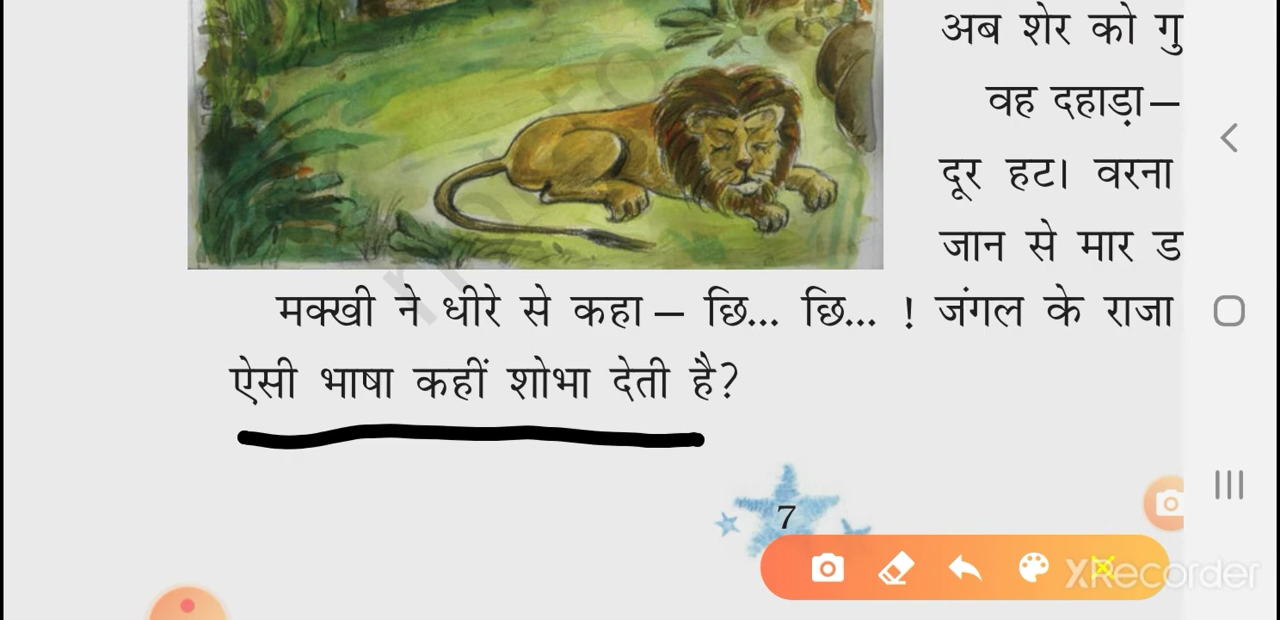 अब शेर को गु
वह दहाड़ा—
दूर हट। वरना
जान से मार ड
मक्खी ने धीरे से कहा — छि... छि... ! जंगल के राजा
ऐसी भाषा कहीं शोभा देती है?
7
XRecorder